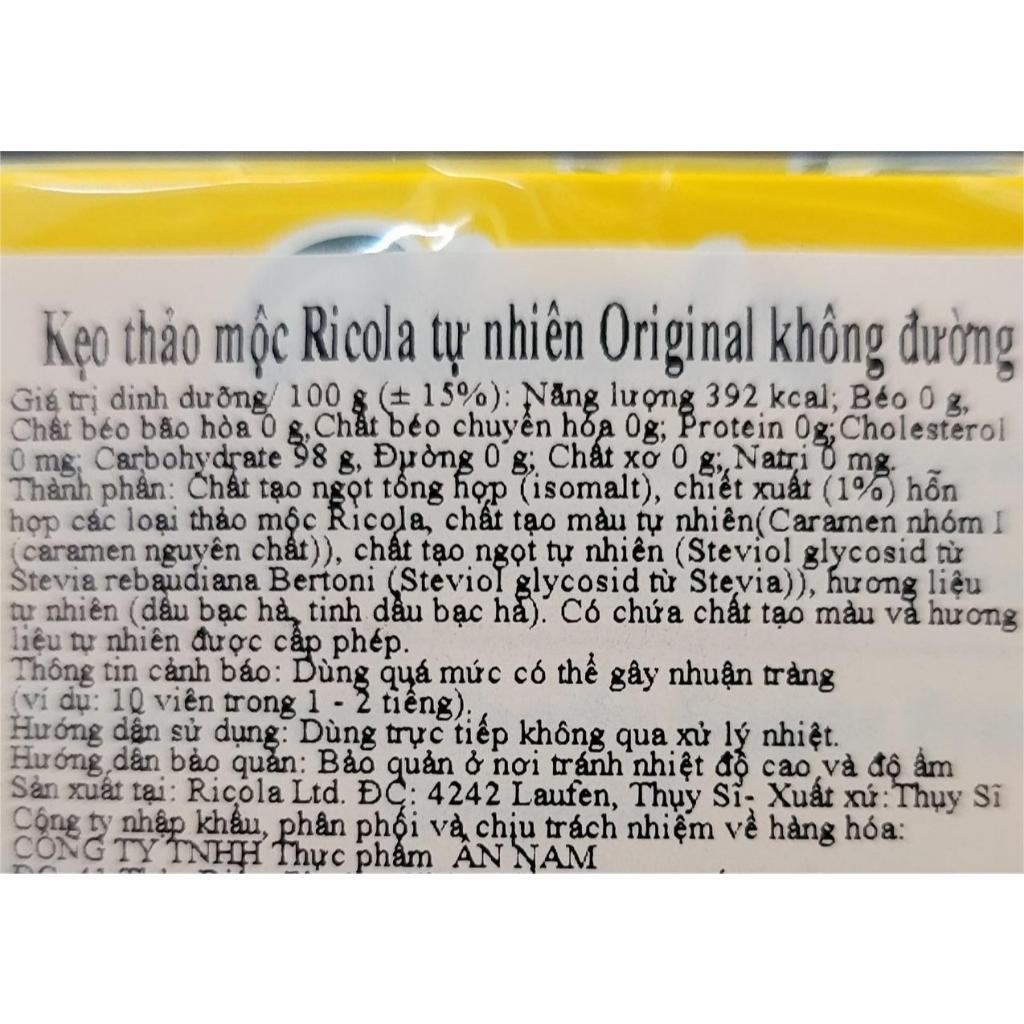 Kẹo thảo mộc Ricola tự nhiên Original không đường
Giá trị dinh dưỡng/ 100 g (± 15%): Năng lượng 392 kcal; Béo 0 g,
Chất béo bão hòa 0 g,Chất béo chuyển hóa 0g; Protein 0g;Cholesterol
0 mg; Carbohydrate 98 g, Đường 0 g; Chất xơ 0 g; Natri 0 mg.
Thành phần: Chất tạo ngọt tổng hợp (isomalt), chiết xuất (1%) hỗn
hợp các loại thảo mộc Ricola, chất tạo màu tự nhiên(Caramen nhóm I
(caramen nguyên chất)), chất tạo ngọt tự nhiên (Steviol glycosid từ
Stevia rebaudiana Bertoni (Steviol glycosid từ Stevia)), hương liệu
tự nhiên (dầu bạc hà, tinh dầu bạc hà). Có chứa chất tạo màu và hương
liệu tự nhiên được cấp phép.
Thông tin cảnh báo: Dùng quá mức có thể gây nhuận tràng
(ví dụ: 10 viên trong 1 - 2 tiếng).
Hướng dẫn sử dụng: Dùng trực tiếp không qua xử lý nhiệt.
Hướng dẫn bảo quản: Bảo quản ở nơi tránh nhiệt độ cao và độ ẩm
Sản xuất tại: Ricola Ltd. ĐC: 4242 Laufen, Thụy Sĩ- Xuất xứ:Thụy Sĩ
Công ty nhập khẩu, phân phối và chịu trách nhiệm về hàng hóa:
CÔNG TY TNHH Thực phẩm ÂN NAM